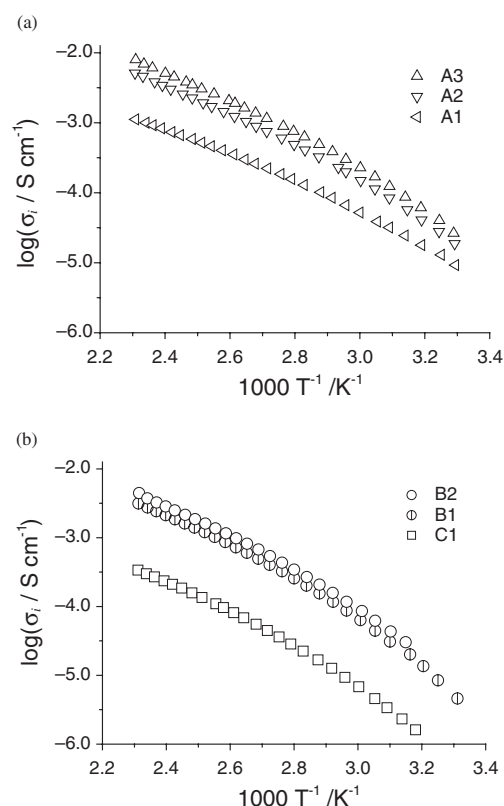 (a)
−2.0
−3.0
−4.0
−5.0
−6.0
log(σᵢ / S cm⁻¹)
△ A3
▽ A2
◁ A1
2.2 2.4 2.6 2.8 3.0 3.2 3.4
1000 T⁻¹ /K⁻¹
(b)
−2.0
−3.0
−4.0
−5.0
−6.0
log(σᵢ / S cm⁻¹)
B2
B1
C1
2.2 2.4 2.6 2.8 3.0 3.2 3.4
1000 T⁻¹ /K⁻¹